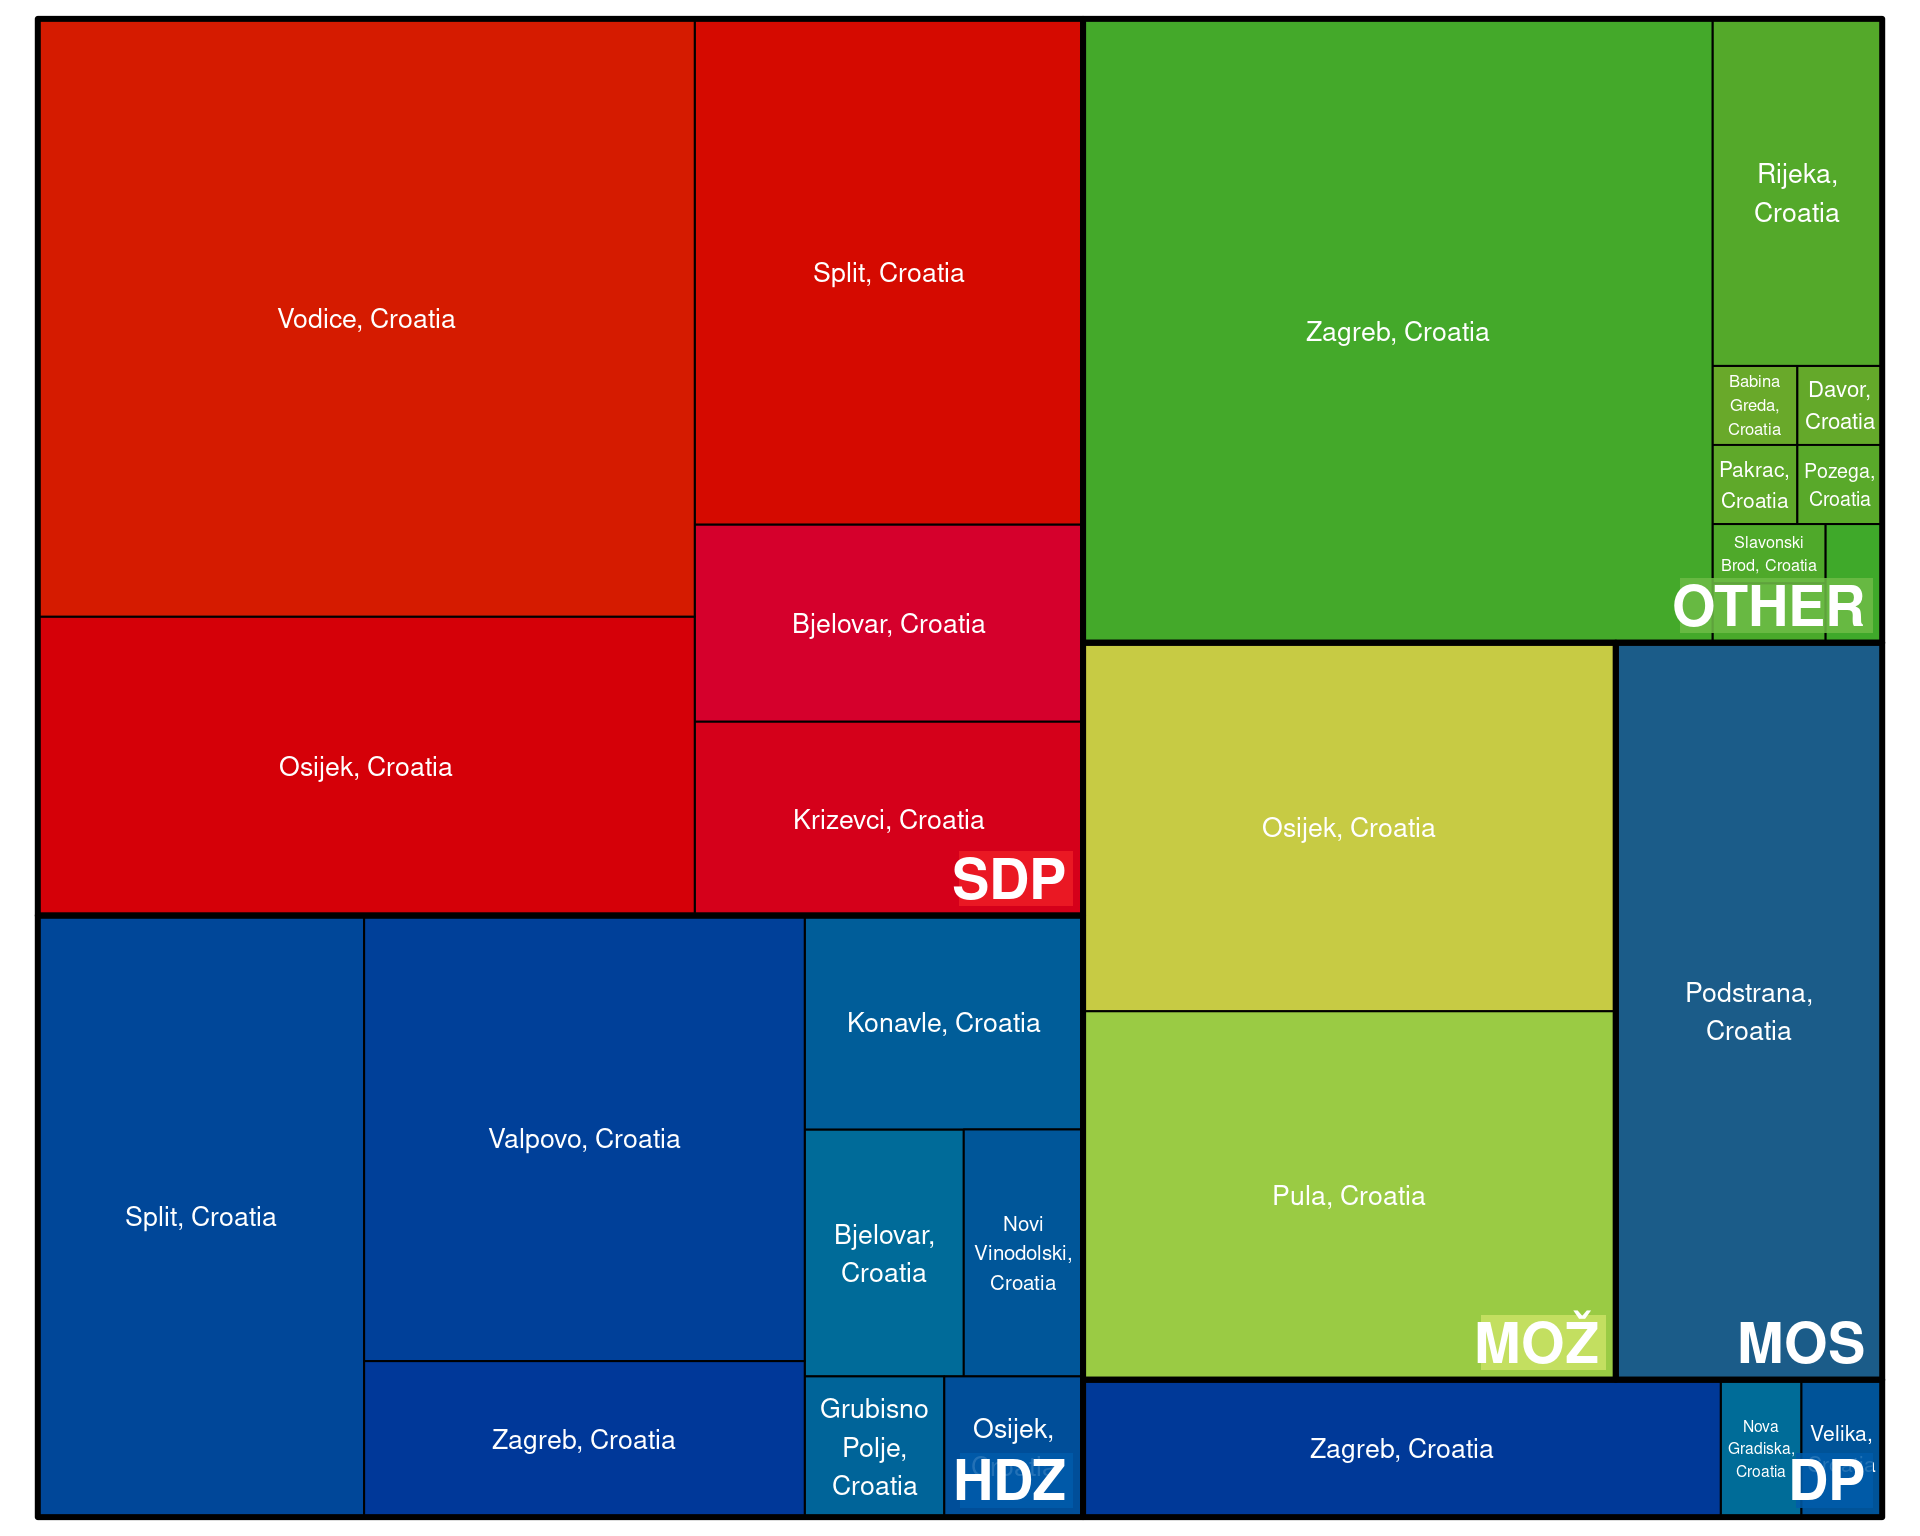 Vodice, Croatia
Split, Croatia
Bjelovar, Croatia
Osijek, Croatia
Krizevci, Croatia
SDP
Zagreb, Croatia
Rijeka,
Croatia
Babina
Greda,
Croatia
Davor,
Croatia
Pakrac,
Croatia
Pozega,
Croatia
Slavonski
Brod, Croatia
OTHER
Split, Croatia
Valpovo, Croatia
Zagreb, Croatia
Konavle, Croatia
Bjelovar,
Croatia
Novi
Vinodolski,
Croatia
Grubisno
Polje,
Croatia
Osijek,
HDZ
Osijek, Croatia
Pula, Croatia
MOŽ
Podstrana,
Croatia
MOS
Zagreb, Croatia
Nova
Gradiska,
Croatia
Velika,
DP